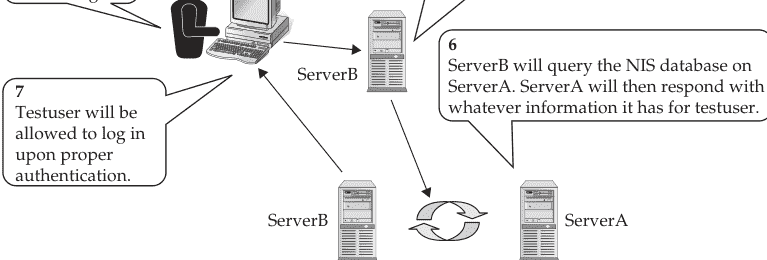 ServerB
6
ServerB will query the NIS database on
ServerA. ServerA will then respond with
whatever information it has for testuser.
7
Testuser will be
allowed to log in
upon proper
authentication.
ServerB
ServerA